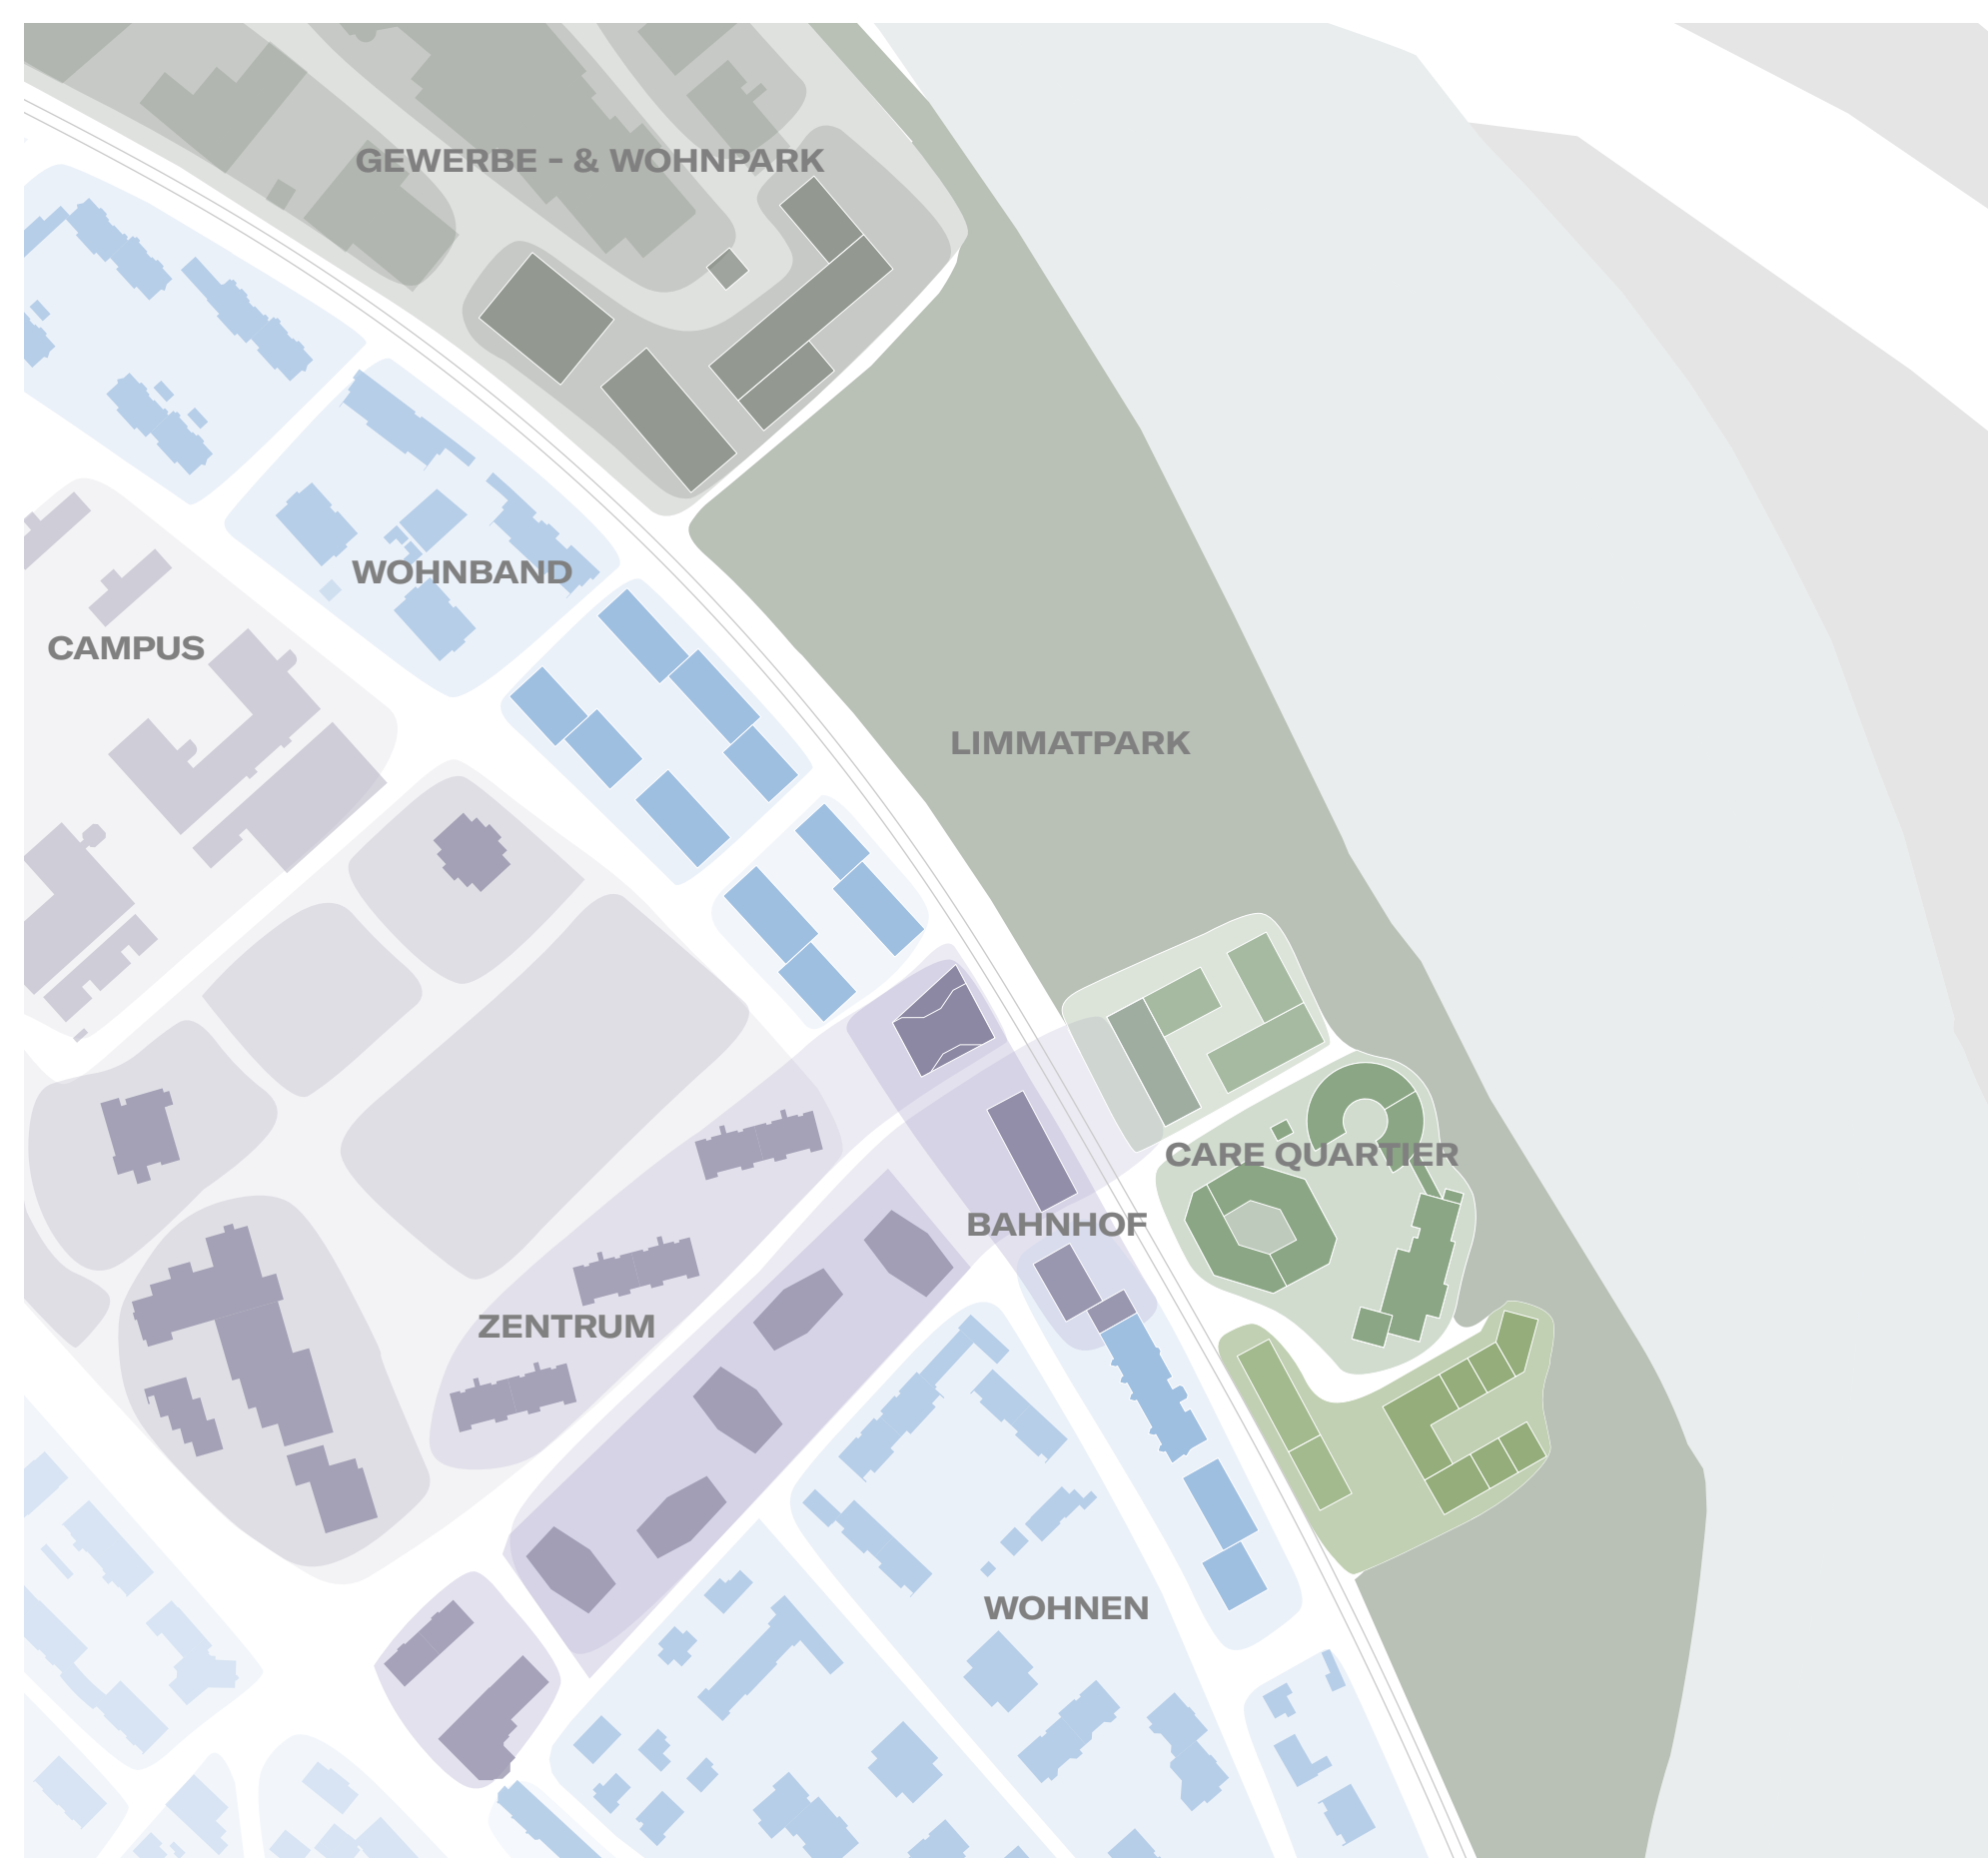 GEWERBE - & WOHNPARK
WOHNBAND
CAMPUS
LIMMATPARK
CARE QUARTIER
BAHNHOF
ZENTRUM
WOHNEN